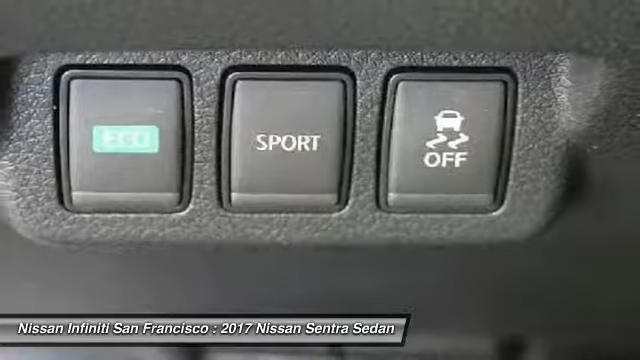 ECO
SPORT
OFF
Nissan Infiniti San Francisco : 2017 Nissan Sentra Sedan